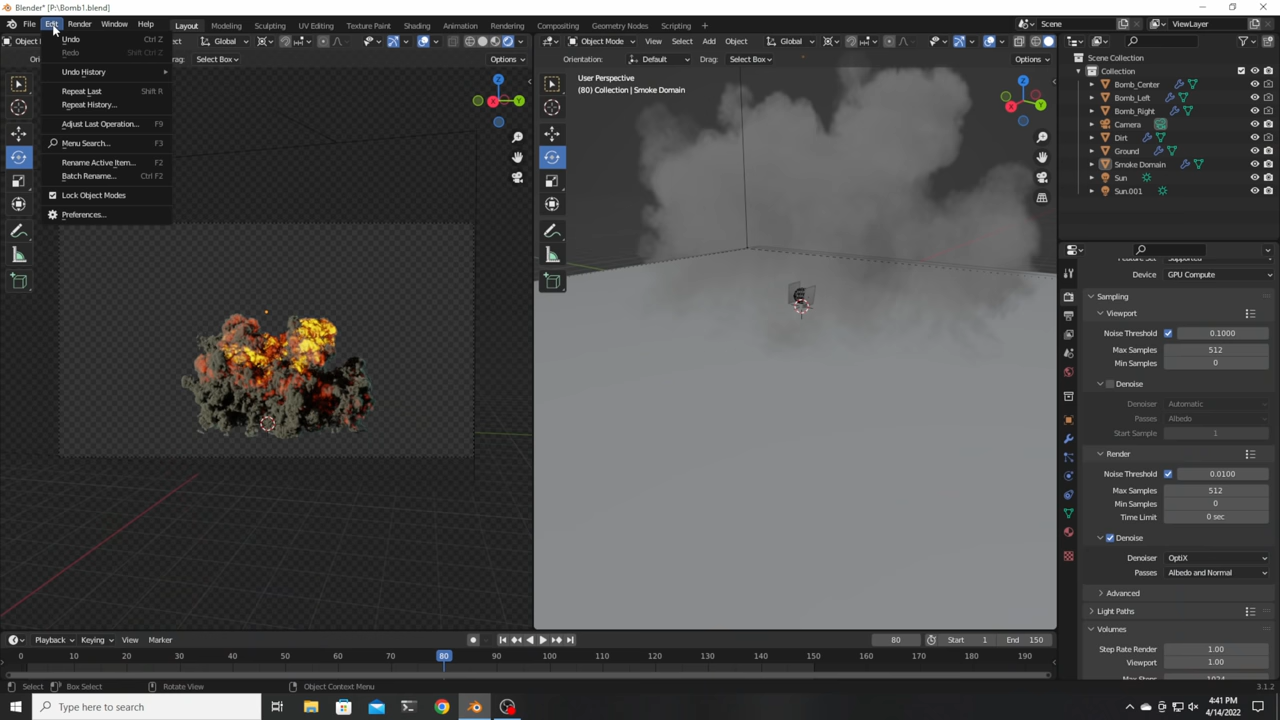 Blender* [P:\Bomb1.blend]
File Edit Render Window Help Layout Modeling Sculpting UV Editing Texture Paint Shading Animation Rendering Compositing Geometry Nodes Scripting + Scene ViewLayer
Global Object Mode View Select Add Object Global
Drag: Select Box Options Orientation: Default Drag: Select Box Options
Undo Ctrl Z
Redo Shift Ctrl Z
Undo History
Repeat Last Shift R
Repeat History...
Adjust Last Operation... F9
Menu Search... F3
Rename Active Item... F2
Batch Rename... Ctrl F2
Lock Object Modes
Preferences...
Z
X Y
User Perspective
(80) Collection | Smoke Domain
Z
X Y
Scene Collection
Collection
Bomb_Center
Bomb_Left
Bomb_Right
Camera
Dirt
Ground
Smoke Domain
Sun
Sun.001
Device GPU Compute
Sampling
Viewport
Noise Threshold 0.1000
Max Samples 512
Min Samples 0
Denoise
Denoiser Automatic
Passes Albedo
Start Sample 1
Render
Noise Threshold 0.0100
Max Samples 512
Min Samples 0
Time Limit 0 sec
Denoise
Denoiser OptiX
Passes Albedo and Normal
Advanced
Light Paths
Volumes
Step Rate Render 1.00
Viewport 1.00
Max Steps 1024
Playback Keying View Marker 80 Start 1 End 150
0 10 20 30 40 50 60 70 80 90 100 110 120 130 140 150 160 170 180 190
Select Box Select Rotate View Object Context Menu 3.1.2
Type here to search
4:41 PM
4/14/2022